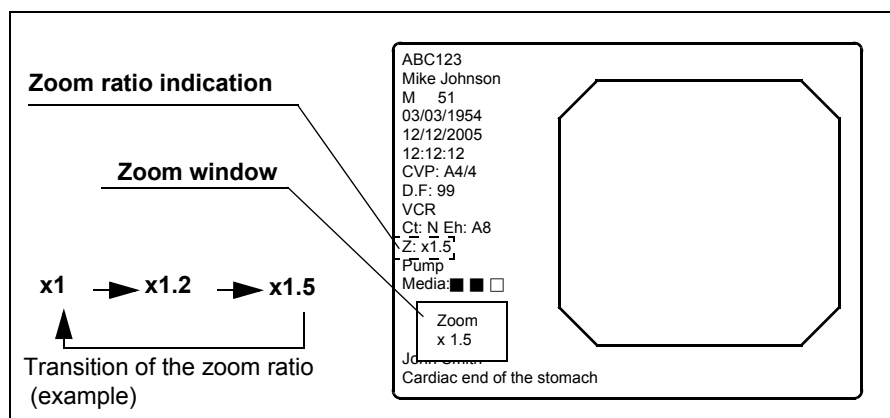 Zoom ratio indication
Zoom window
x1 x1.2 x1.5
Transition of the zoom ratio
(example)
ABC123
Mike Johnson
M 51
03/03/1954
12/12/2005
12:12:12
CVP: A4/4
D.F: 99
VCR
Ct: N Eh: A8
Z: x1.5
Pump
Media:■ ■ □
Zoom
x 1.5
John Smith
Cardiac end of the stomach